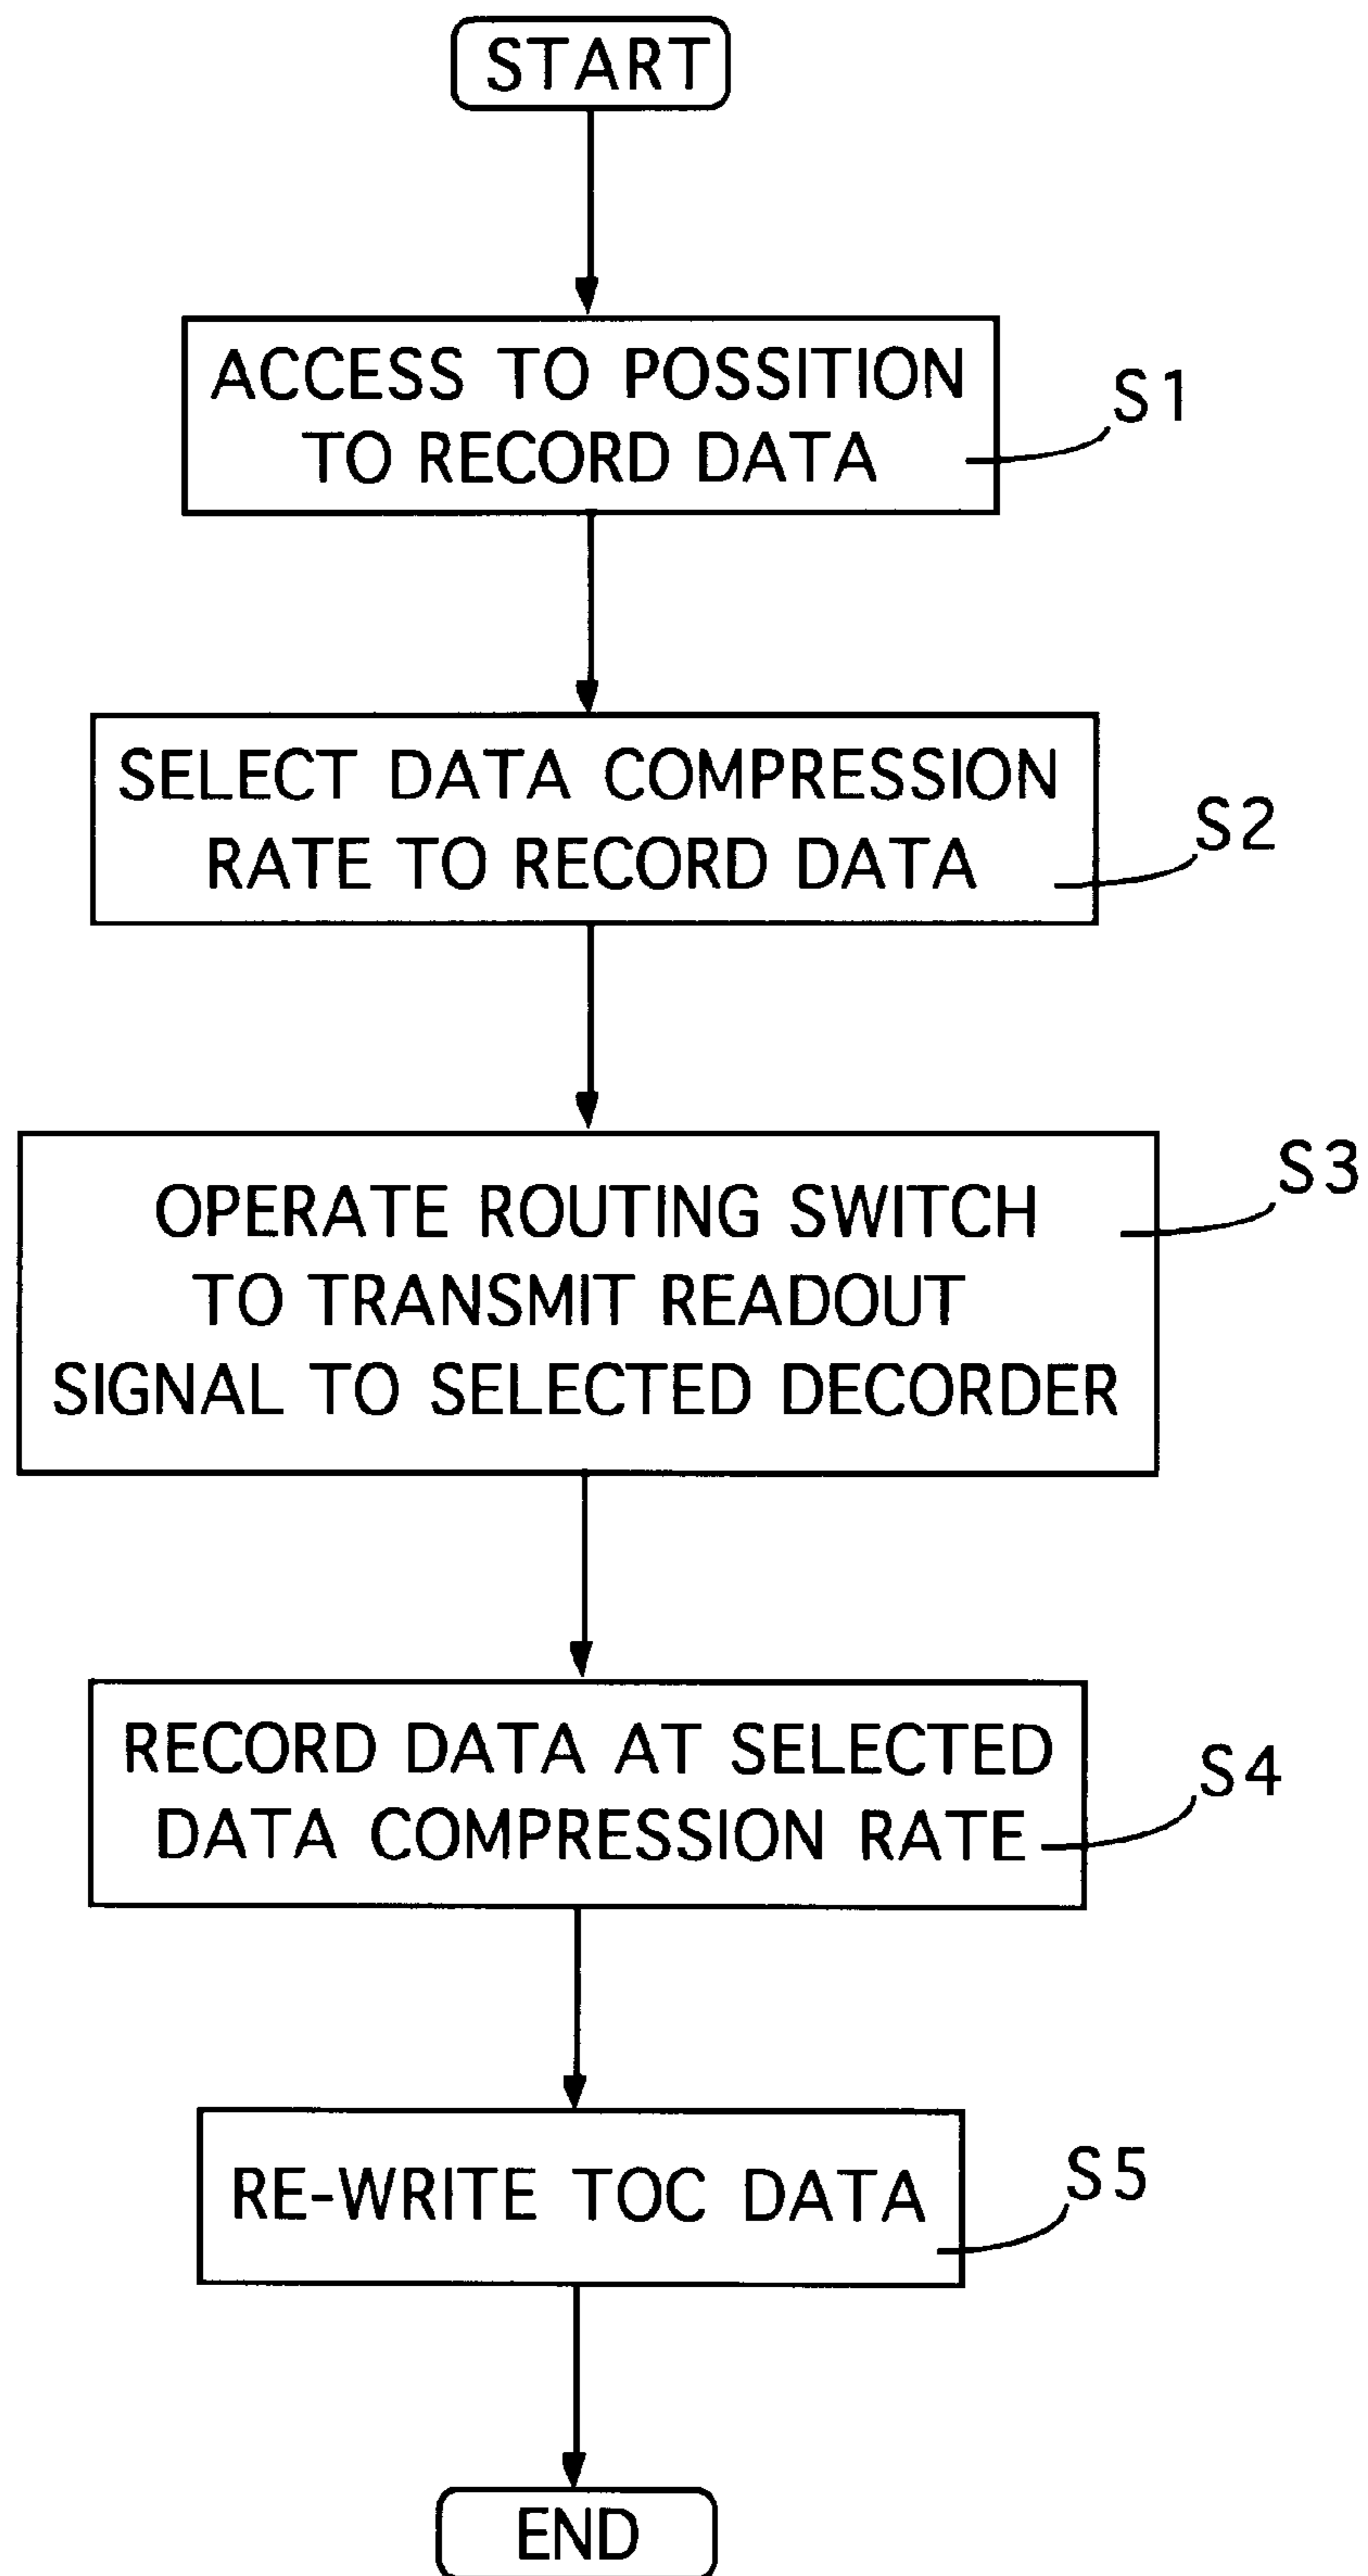 START
ACCESS TO POSSITION
TO RECORD DATA
S1
SELECT DATA COMPRESSION
RATE TO RECORD DATA
S2
OPERATE ROUTING SWITCH
TO TRANSMIT READOUT
SIGNAL TO SELECTED DECORDER
S3
RECORD DATA AT SELECTED
DATA COMPRESSION RATE
S4
RE-WRITE TOC DATA
S5
END